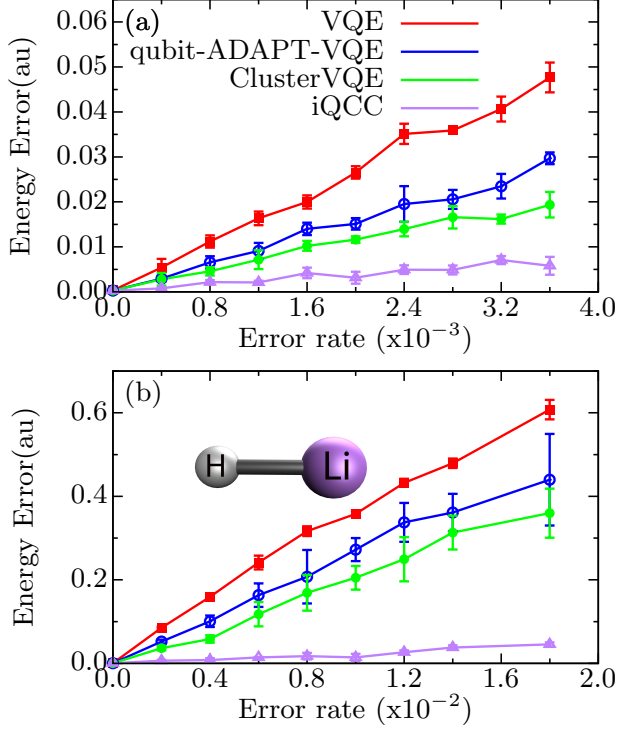 (a)
VQE
qubit-ADAPT-VQE
ClusterVQE
iQCC
Energy Error(au)
0.06
0.05
0.04
0.03
0.02
0.01
0.00
0.0 0.8 1.6 2.4 3.2 4.0
Error rate (x10⁻³)
(b)
H Li
Energy Error(au)
0.6
0.4
0.2
0.0
0.0 0.4 0.8 1.2 1.6 2.0
Error rate (x10⁻²)